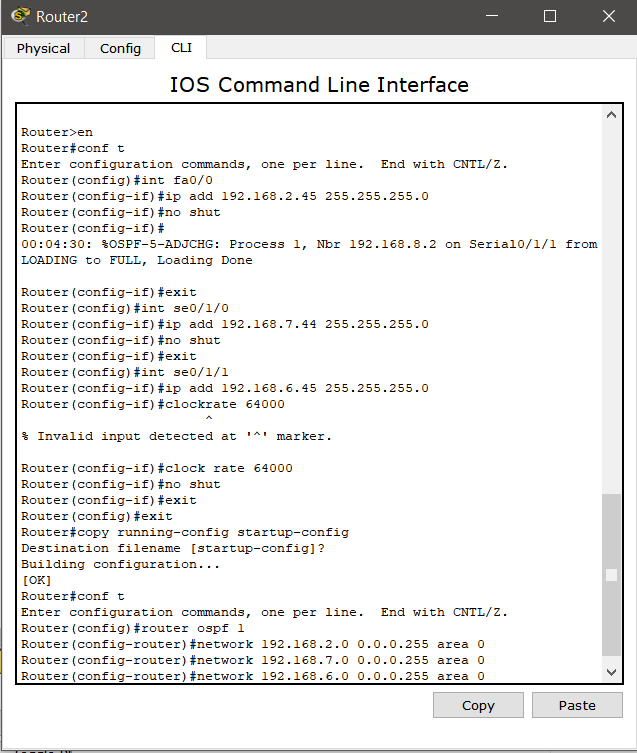 Router2
Physical
Config
CLI
IOS Command Line Interface
Router>en
Router#conf t
Enter configuration commands, one per line.  End with CNTL/Z.
Router(config)#int fa0/0
Router(config-if)#ip add 192.168.2.45 255.255.255.0
Router(config-if)#no shut
Router(config-if)#
00:04:30: %OSPF-5-ADJCHG: Process 1, Nbr 192.168.8.2 on Serial0/1/1 from
LOADING to FULL, Loading Done
Router(config-if)#exit
Router(config)#int se0/1/0
Router(config-if)#ip add 192.168.7.44 255.255.255.0
Router(config-if)#no shut
Router(config-if)#exit
Router(config)#int se0/1/1
Router(config-if)#ip add 192.168.6.45 255.255.255.0
Router(config-if)#clockrate 64000
^
% Invalid input detected at '^' marker.
Router(config-if)#clock rate 64000
Router(config-if)#no shut
Router(config-if)#exit
Router(config)#exit
Router#copy running-config startup-config
Destination filename [startup-config]?
Building configuration...
[OK]
Router#conf t
Enter configuration commands, one per line.  End with CNTL/Z.
Router(config)#router ospf 1
Router(config-router)#network 192.168.2.0 0.0.0.255 area 0
Router(config-router)#network 192.168.7.0 0.0.0.255 area 0
Router(config-router)#network 192.168.6.0 0.0.0.255 area 0
Copy
Paste